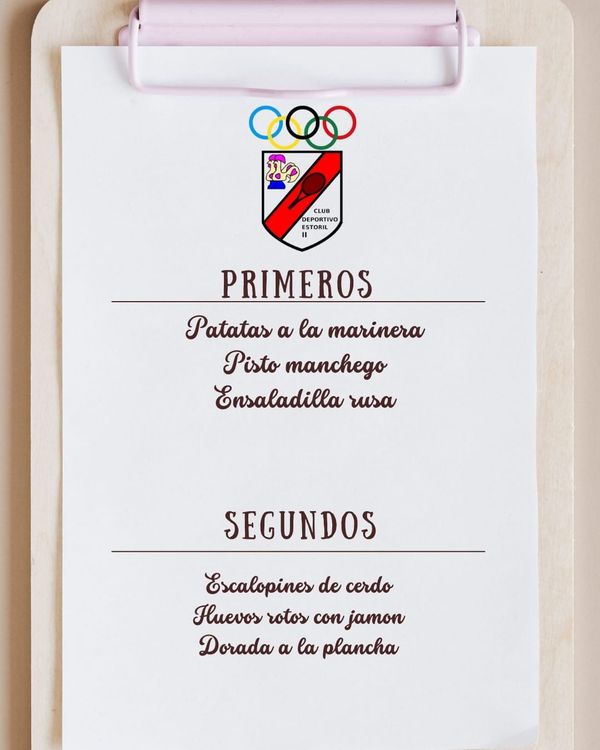 CLUB
DEPORTIVO
ESTORIL
II
PRIMEROS
Patatas a la marinera
Pisto manchego
Ensaladilla rusa
SEGUNDOS
Escalopines de cerdo
Huevos rotos con jamon
Dorada a la plancha